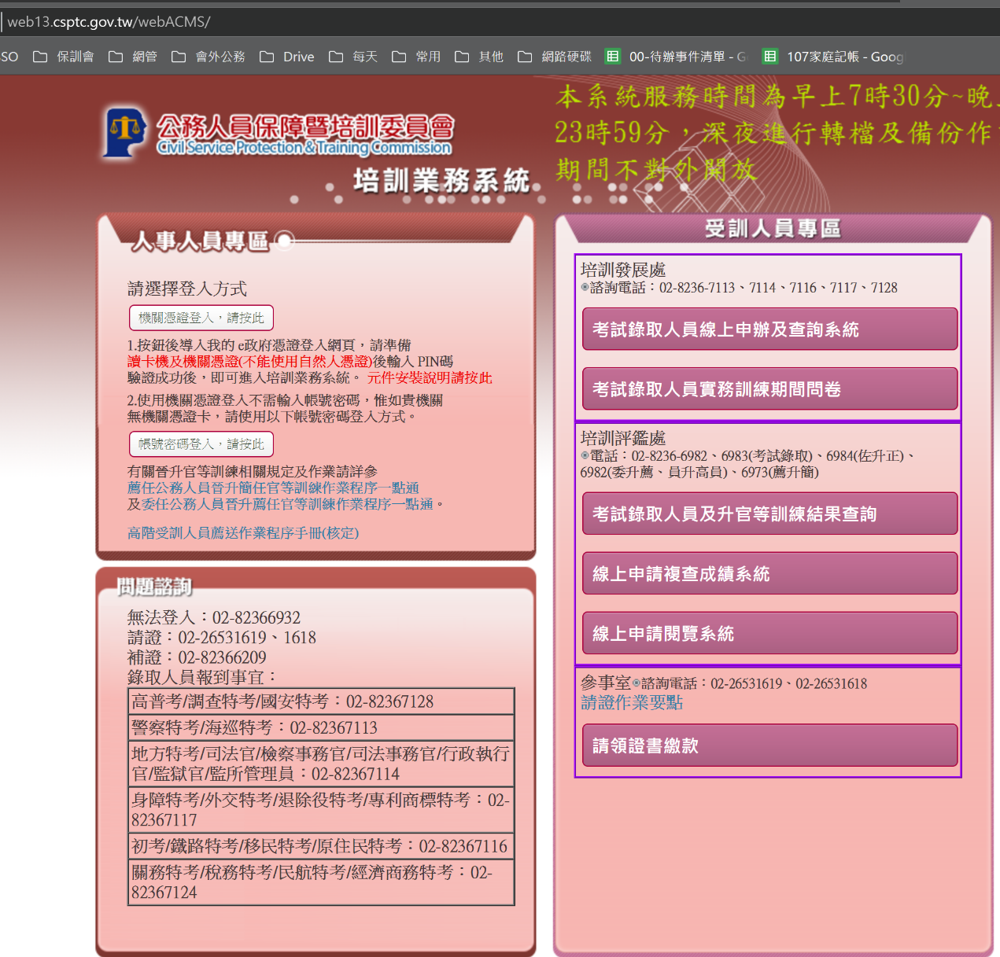 web13.csptc.gov.tw/webACMS/
SO 保訓會 網管 會外公務 Drive 每天 常用 其他 網路硬碟 00-待辦事件清單 - G 107家庭記帳 - Goog
本系統服務時間為早上7時30分~晚上
23時59分，深夜進行轉檔及備份作
期間不對外開放
公務人員保障暨培訓委員會
Civil Service Protection & Training Commission
培訓業務系統
人事人員專區
請選擇登入方式
機關憑證登入，請按此
1.按鈕後導入我的 e政府憑證登入網頁，請準備
讀卡機及機關憑證(不能使用自然人憑證)後輸入 PIN碼
驗證成功後，即可進入培訓業務系統。 元件安裝說明請按此
2.使用機關憑證登入不需輸入帳號密碼，惟如貴機關
無機關憑證卡，請使用以下帳號密碼登入方式。
帳號密碼登入，請按此
有關晉升官等訓練相關規定及作業請詳參
薦任公務人員晉升簡任官等訓練作業程序一點通
及委任公務人員晉升薦任官等訓練作業程序一點通。
高階受訓人員薦送作業程序手冊(核定)
問題諮詢
無法登入：02-82366932
請證：02-26531619、1618
補證：02-82366209
錄取人員報到事宜：
高普考/調查特考/國安特考：02-82367128
警察特考/海巡特考：02-82367113
地方特考/司法官/檢察事務官/司法事務官/行政執行
官/監獄官/監所管理員：02-82367114
身障特考/外交特考/退除役特考/專利商標特考：02-
82367117
初考/鐵路特考/移民特考/原住民特考：02-82367116
關務特考/稅務特考/民航特考/經濟商務特考：02-
82367124
受訓人員專區
培訓發展處
諮詢電話：02-8236-7113、7114、7116、7117、7128
考試錄取人員線上申辦及查詢系統
考試錄取人員實務訓練期間問卷
培訓評鑑處
電話：02-8236-6982、6983(考試錄取)、6984(佐升正)、
6982(委升薦、員升高員)、6973(薦升簡)
考試錄取人員及升官等訓練結果查詢
線上申請複查成績系統
線上申請閱覽系統
參事室 諮詢電話：02-26531619、02-26531618
請證作業要點
請領證書繳款